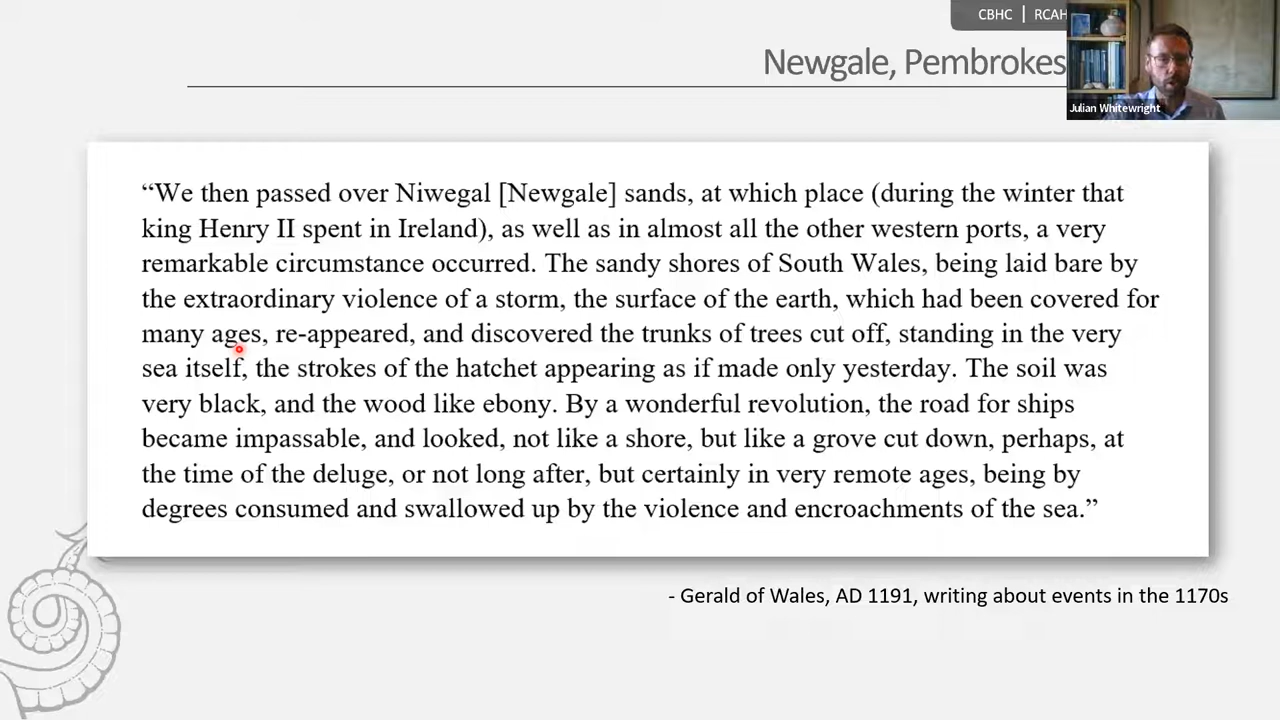 CBHC | RCAH
Newgale, Pembrokes
Julian Whitewright
“We then passed over Niwegal [Newgale] sands, at which place (during the winter that
king Henry II spent in Ireland), as well as in almost all the other western ports, a very
remarkable circumstance occurred. The sandy shores of South Wales, being laid bare by
the extraordinary violence of a storm, the surface of the earth, which had been covered for
many ages, re-appeared, and discovered the trunks of trees cut off, standing in the very
sea itself, the strokes of the hatchet appearing as if made only yesterday. The soil was
very black, and the wood like ebony. By a wonderful revolution, the road for ships
became impassable, and looked, not like a shore, but like a grove cut down, perhaps, at
the time of the deluge, or not long after, but certainly in very remote ages, being by
degrees consumed and swallowed up by the violence and encroachments of the sea.”
- Gerald of Wales, AD 1191, writing about events in the 1170s